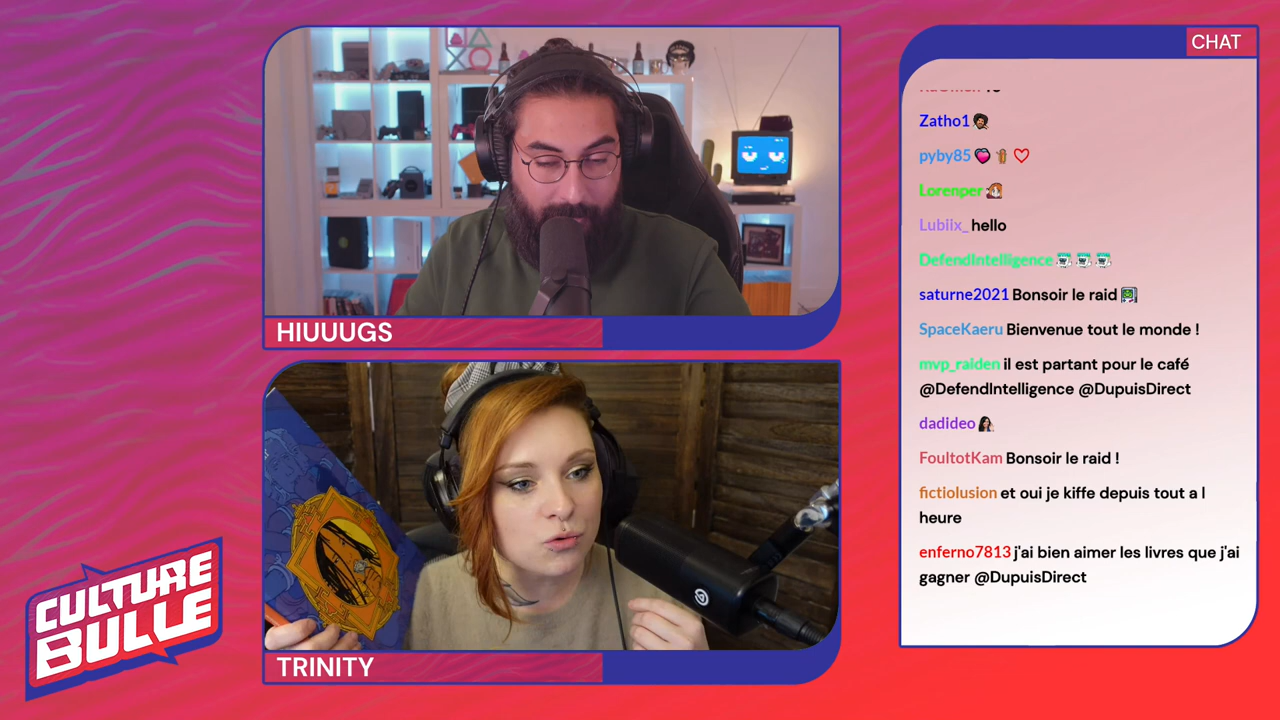 CHAT
Zatho1
pyby85
Lorenper
Lubiix_ hello
DefendIntelligence
saturne2021 Bonsoir le raid
SpaceKaeru Bienvenue tout le monde !
mvp_raiden il est partant pour le café
@DefendIntelligence @DupuisDirect
dadideo
FoultotKam Bonsoir le raid !
fictiolusion et oui je kiffe depuis tout a l
heure
enferno7813 j'ai bien aimer les livres que j'ai
gagner @DupuisDirect
HIUUUGS
TRINITY
CULTURE
BULLE